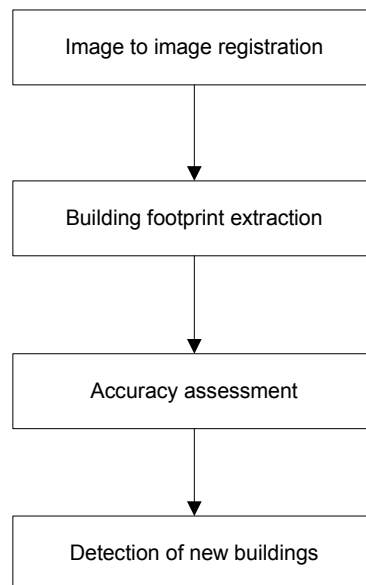 Image to image registration
Building footprint extraction
Accuracy assessment
Detection of new buildings